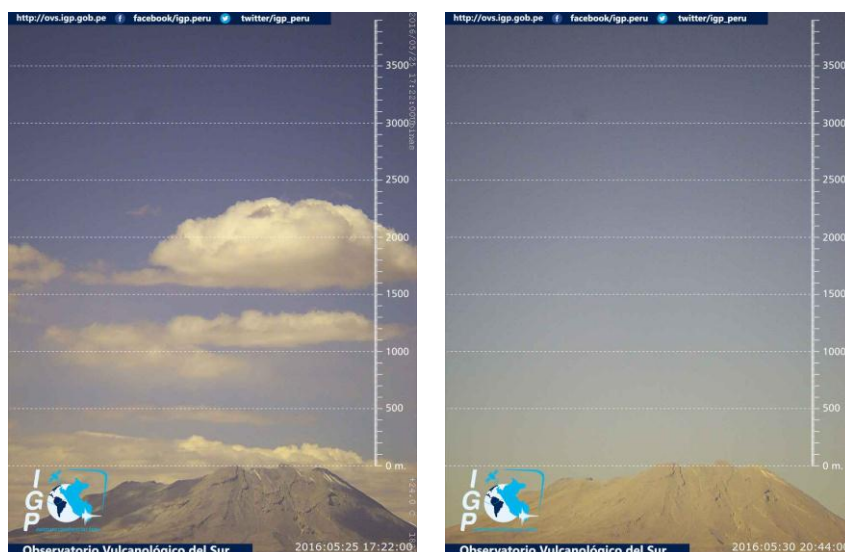 http://ovs.igp.gob.pe facebook/igp.peru twitter/igp_peru
3500
3000
2500
2000
1500
1000
500
0 m.
IGP
Observatorio Vulcanológico del Sur
2016:05:25 17:22:00
http://ovs.igp.gob.pe facebook/igp.peru twitter/igp_peru
3500
3000
2500
2000
1500
1000
500
0 m.
IGP
Observatorio Vulcanológico del Sur
2016:05:30 20:44:0